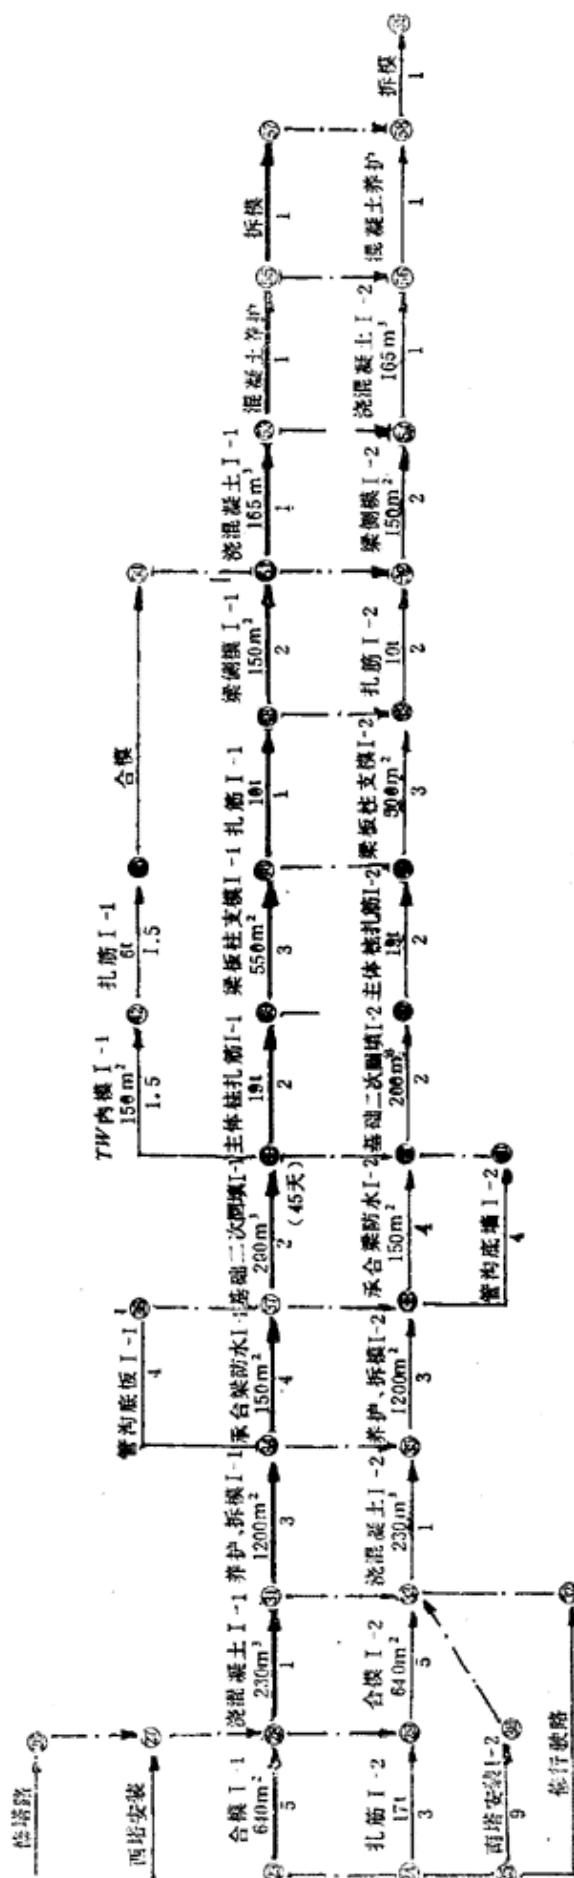 修塔路
西塔安装
合模 I-1
640m²
5
浇混凝土 I-1
230m³
1
养护、拆模 I-1
1200m²
3
管沟底板 I-1
4
承台梁防水 I-1
150m²
4
基础二次回填 I-1
200m³
2
（45天）
TW内模 I-1
150m²
1.5
扎筋 I-1
6t
1.5
合模
主体柱扎筋 I-1
19t
2
梁板柱支模 I-1
550m²
3
扎筋 I-1
10t
1
梁侧模 I-1
150m²
2
浇混凝土 I-1
165m³
1
混凝土养护
1
拆模
1
扎筋 I-2
17t
3
合模 I-2
640m²
5
浇混凝土 I-2
230m³
1
养护、拆模 I-2
1200m²
3
承台梁防水 I-2
150m²
4
基础二次回填 I-2
200m³
2
主体柱扎筋 I-2
19t
2
梁板柱支模 I-2
300m²
3
扎筋 I-2
10t
2
梁侧模 I-2
150m²
2
浇混凝土 I-2
165m³
1
混凝土养护
1
拆模
1
南塔安装 I-2
9
修行驶路
管沟底墙 I-2
4